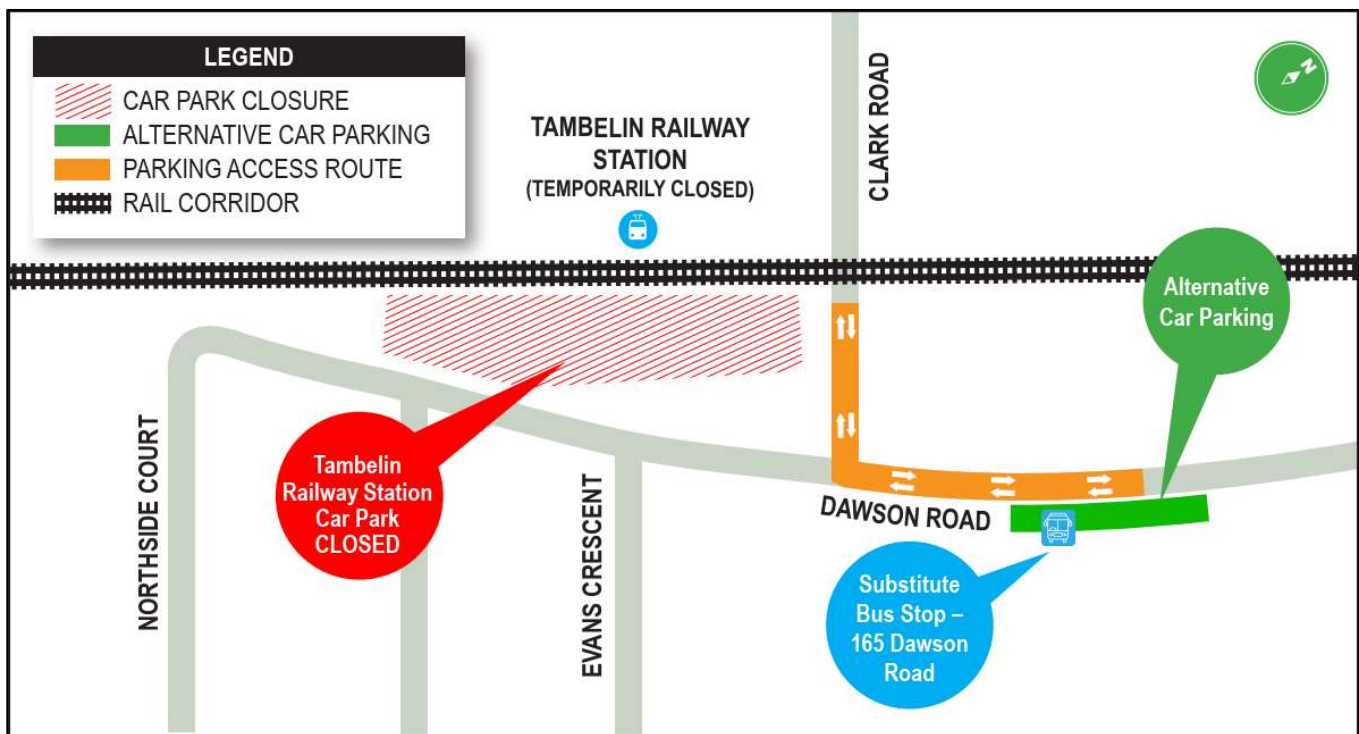 LEGEND
CAR PARK CLOSURE
ALTERNATIVE CAR PARKING
PARKING ACCESS ROUTE
RAIL CORRIDOR
TAMBELIN RAILWAY
STATION
(TEMPORARILY CLOSED)
CLARK ROAD
N
Alternative
Car Parking
Tambelin
Railway Station
Car Park
CLOSED
NORTHSIDE COURT
EVANS CRESCENT
DAWSON ROAD
Substitute
Bus Stop –
165 Dawson
Road